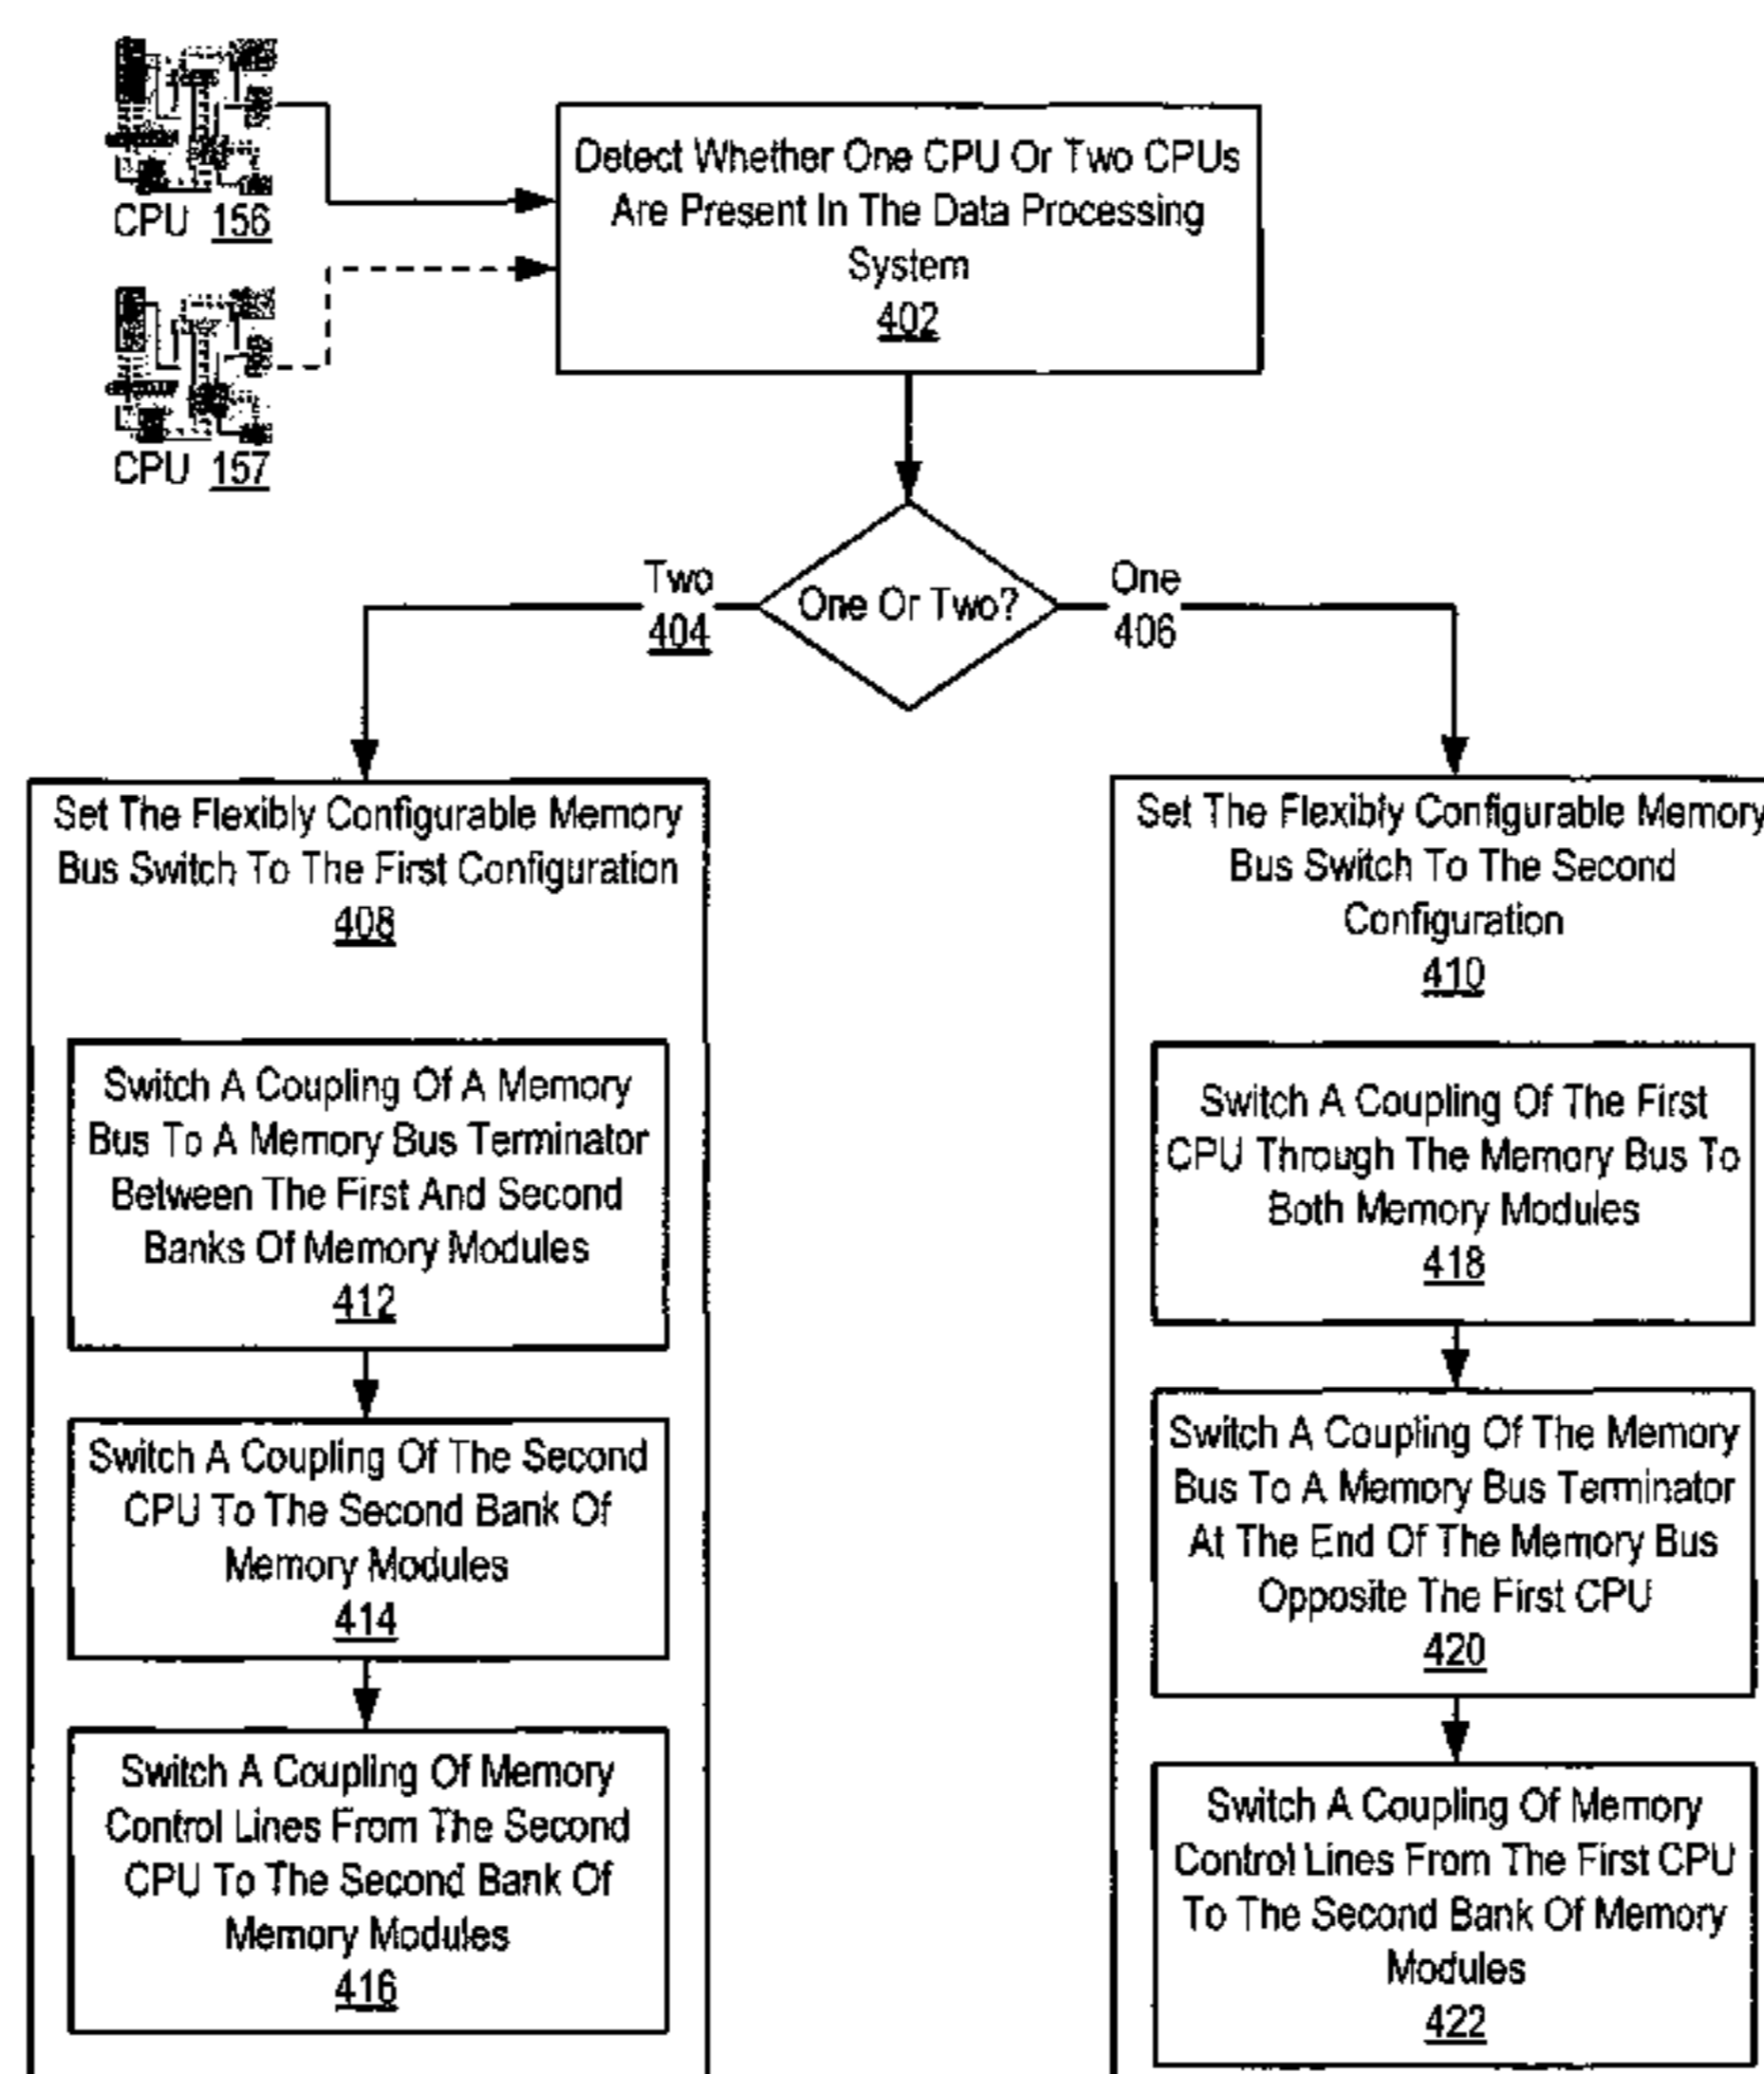 CPU 156
CPU 157
Detect Whether One CPU Or Two CPUs
Are Present In The Data Processing
System
402
One Or Two?
Two
404
One
406
Set The Flexibly Configurable Memory
Bus Switch To The First Configuration
408
Switch A Coupling Of A Memory
Bus To A Memory Bus Terminator
Between The First And Second
Banks Of Memory Modules
412
Switch A Coupling Of The Second
CPU To The Second Bank Of
Memory Modules
414
Switch A Coupling Of Memory
Control Lines From The Second
CPU To The Second Bank Of
Memory Modules
416
Set The Flexibly Configurable Memory
Bus Switch To The Second
Configuration
410
Switch A Coupling Of The First
CPU Through The Memory Bus To
Both Memory Modules
418
Switch A Coupling Of The Memory
Bus To A Memory Bus Terminator
At The End Of The Memory Bus
Opposite The First CPU
420
Switch A Coupling Of Memory
Control Lines From The First CPU
To The Second Bank Of Memory
Modules
422